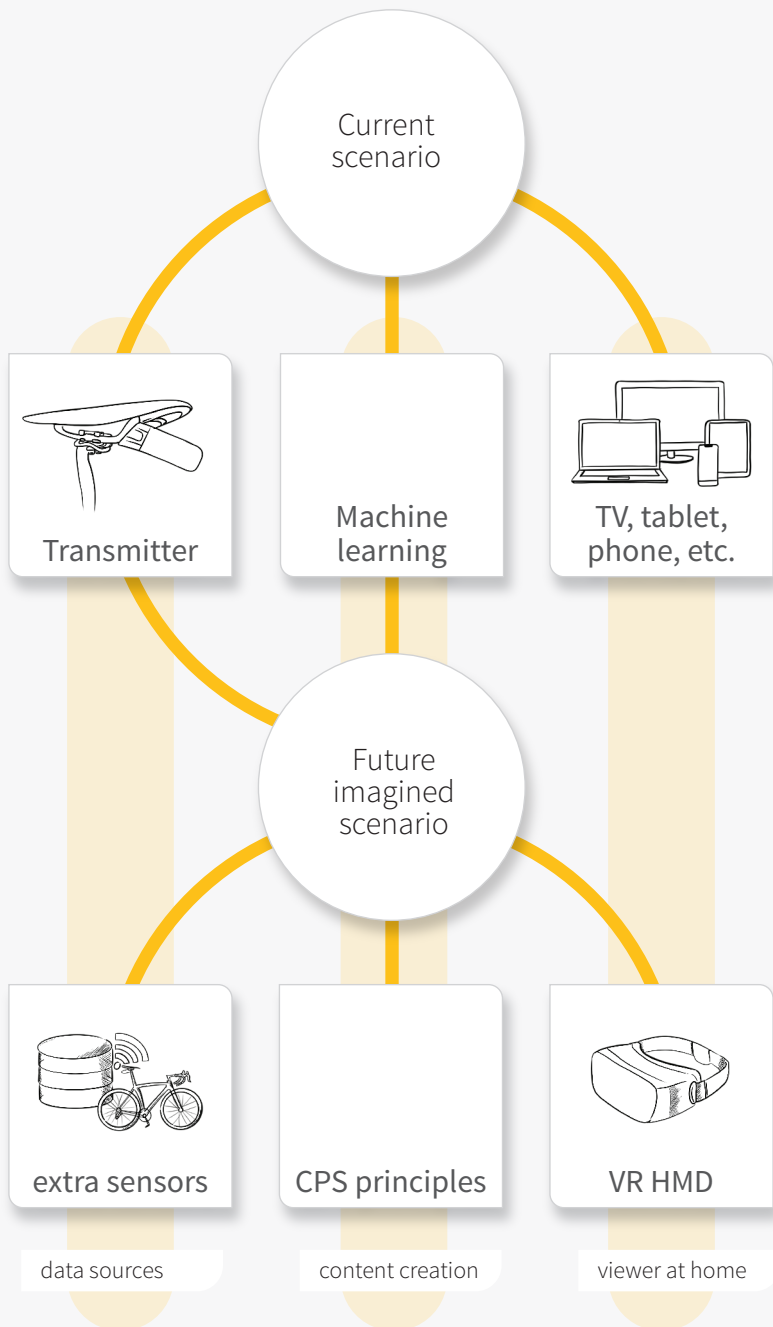 Current
scenario
Transmitter
Machine
learning
TV, tablet,
phone, etc.
Future
imagined
scenario
extra sensors
CPS principles
VR HMD
data sources
content creation
viewer at home